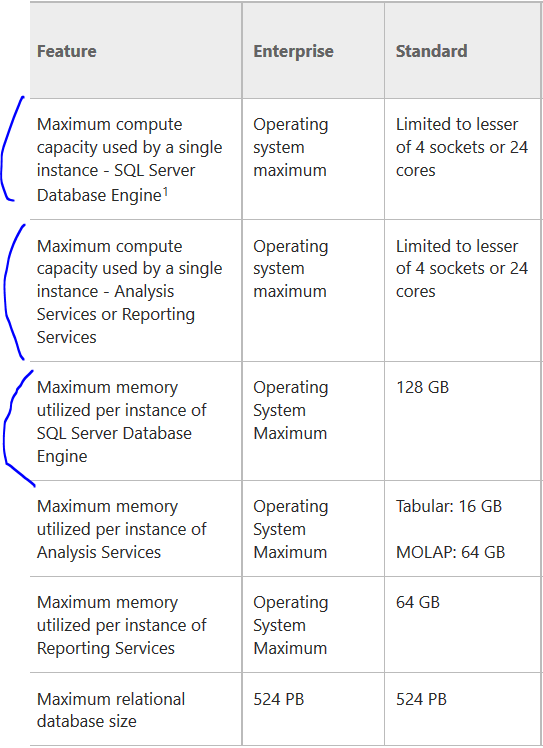 Feature Enterprise Standard
Maximum compute Operating Limited to lesser
capacity used by a single system of 4 sockets or 24
instance - SQL Server maximum cores
Database Engine1
Maximum compute Operating Limited to lesser
capacity used by a single system of 4 sockets or 24
instance - Analysis maximum cores
Services or Reporting
Services
Maximum memory Operating 128 GB
utilized per instance of System
SQL Server Database Maximum
Engine
Maximum memory Operating Tabular: 16 GB
utilized per instance of System
Analysis Services Maximum MOLAP: 64 GB
Maximum memory Operating 64 GB
utilized per instance of System
Reporting Services Maximum
Maximum relational 524 PB 524 PB
database size